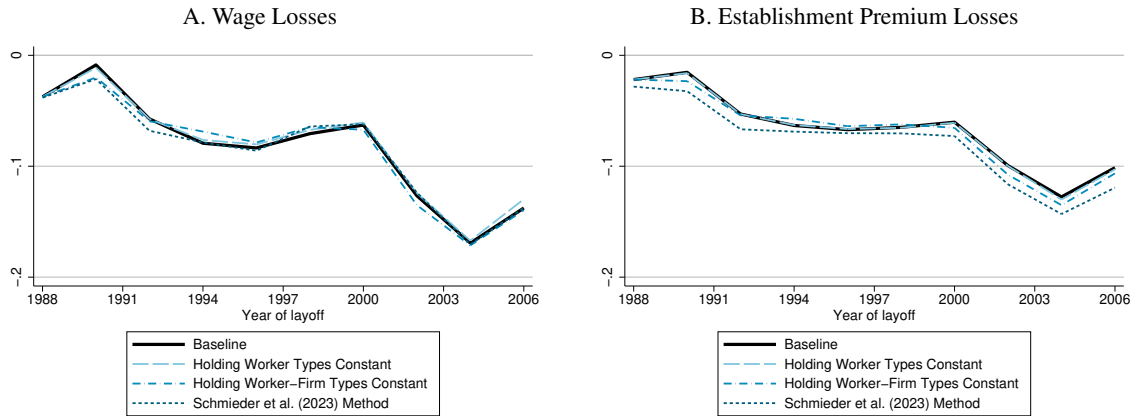 A. Wage Losses
0
-.1
-.2
1988 1991 1994 1997 2000 2003 2006
Year of layoff
Baseline
Holding Worker Types Constant
Holding Worker-Firm Types Constant
Schmieder et al. (2023) Method
B. Establishment Premium Losses
0
-.1
-.2
1988 1991 1994 1997 2000 2003 2006
Year of layoff
Baseline
Holding Worker Types Constant
Holding Worker-Firm Types Constant
Schmieder et al. (2023) Method